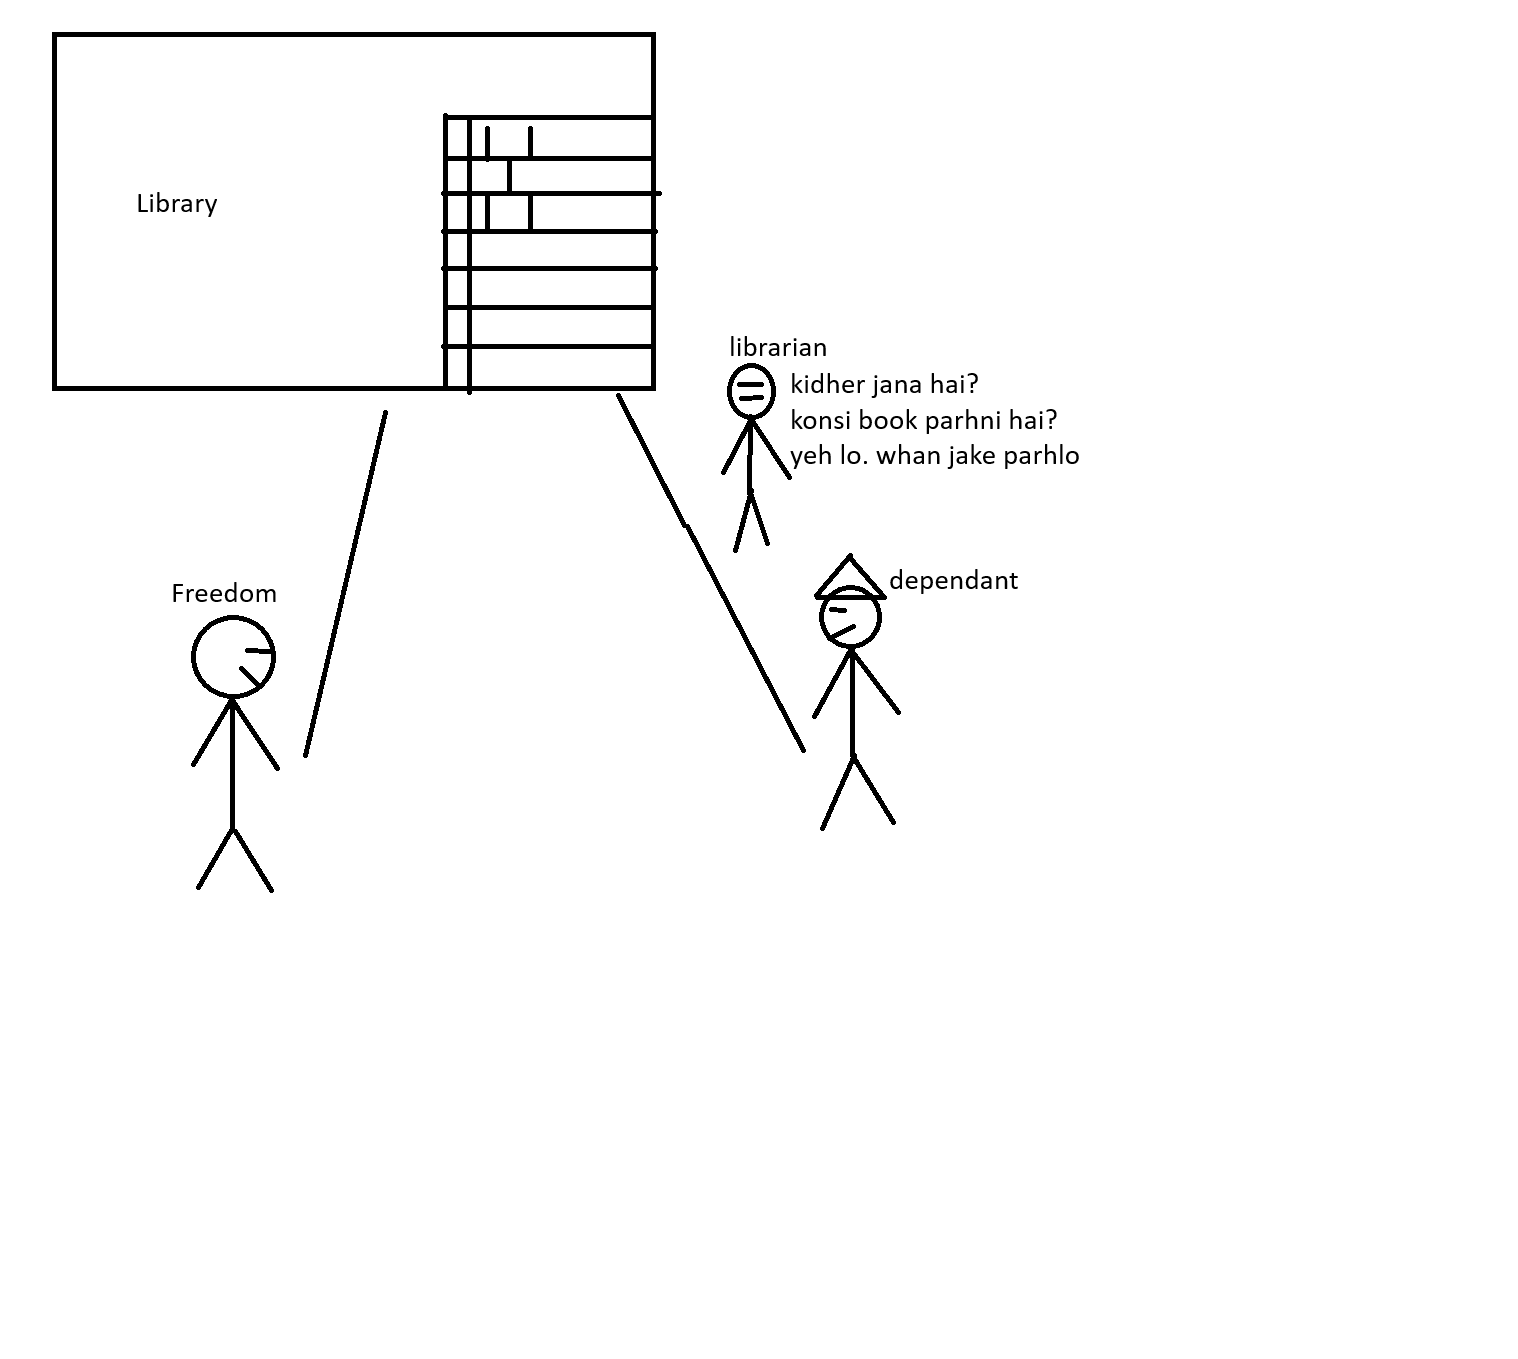 Library
librarian
kidher jana hai?
konsi book parhni hai?
yeh lo. whan jake parhlo
Freedom
dependant